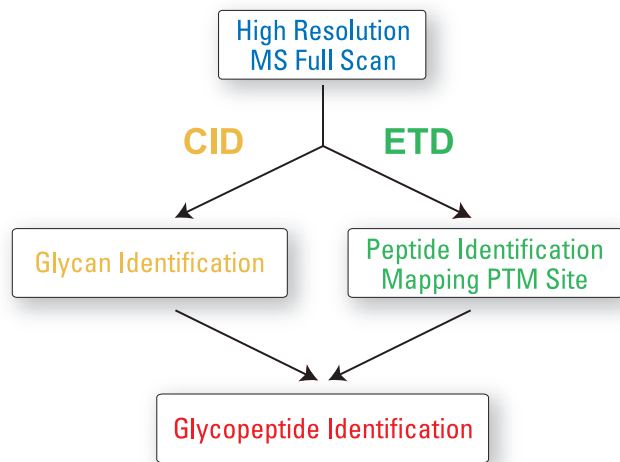 High Resolution
MS Full Scan
CID
ETD
Glycan Identification
Peptide Identification
Mapping PTM Site
Glycopeptide Identification